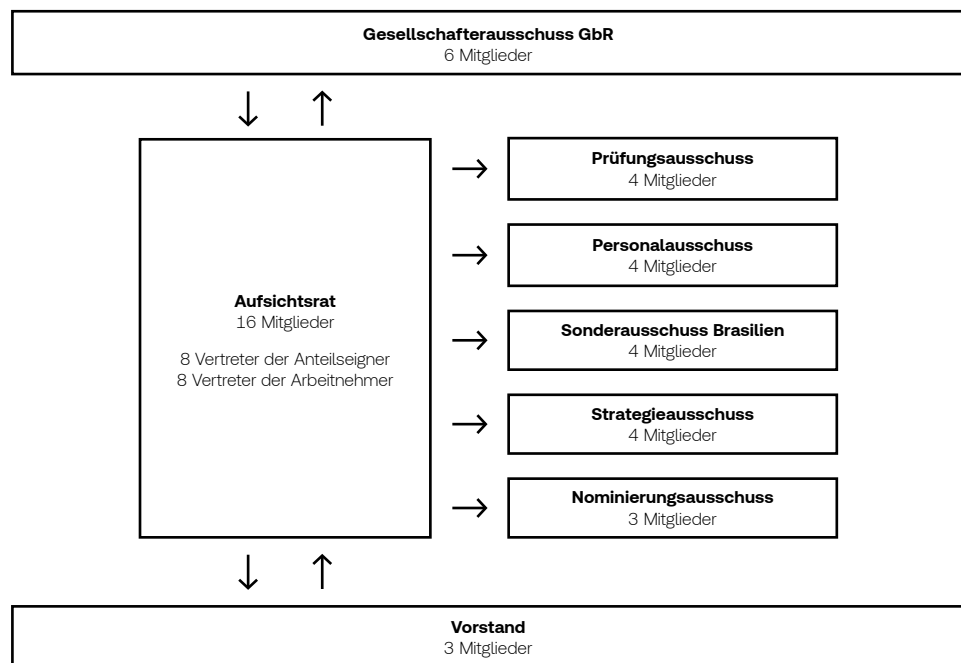 Gesellschafterausschuss GbR
6 Mitglieder
Aufsichtsrat
16 Mitglieder
8 Vertreter der Anteilseigner
8 Vertreter der Arbeitnehmer
Prüfungsausschuss
4 Mitglieder
Personalausschuss
4 Mitglieder
Sonderausschuss Brasilien
4 Mitglieder
Strategieausschuss
4 Mitglieder
Nominierungsausschuss
3 Mitglieder
Vorstand
3 Mitglieder